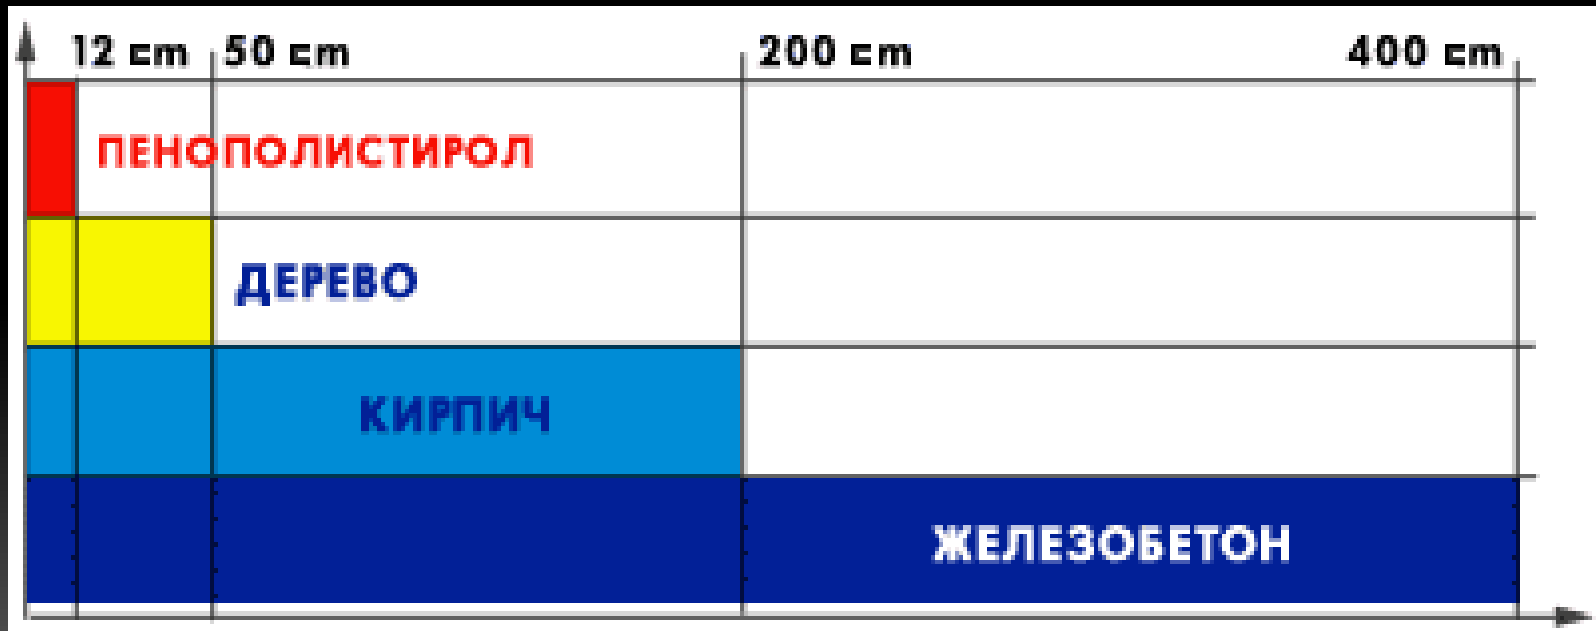 12 cm 50 cm 200 cm 400 cm
ПЕНОПОЛИСТИРОЛ
ДЕРЕВО
КИРПИЧ
ЖЕЛЕЗОБЕТОН